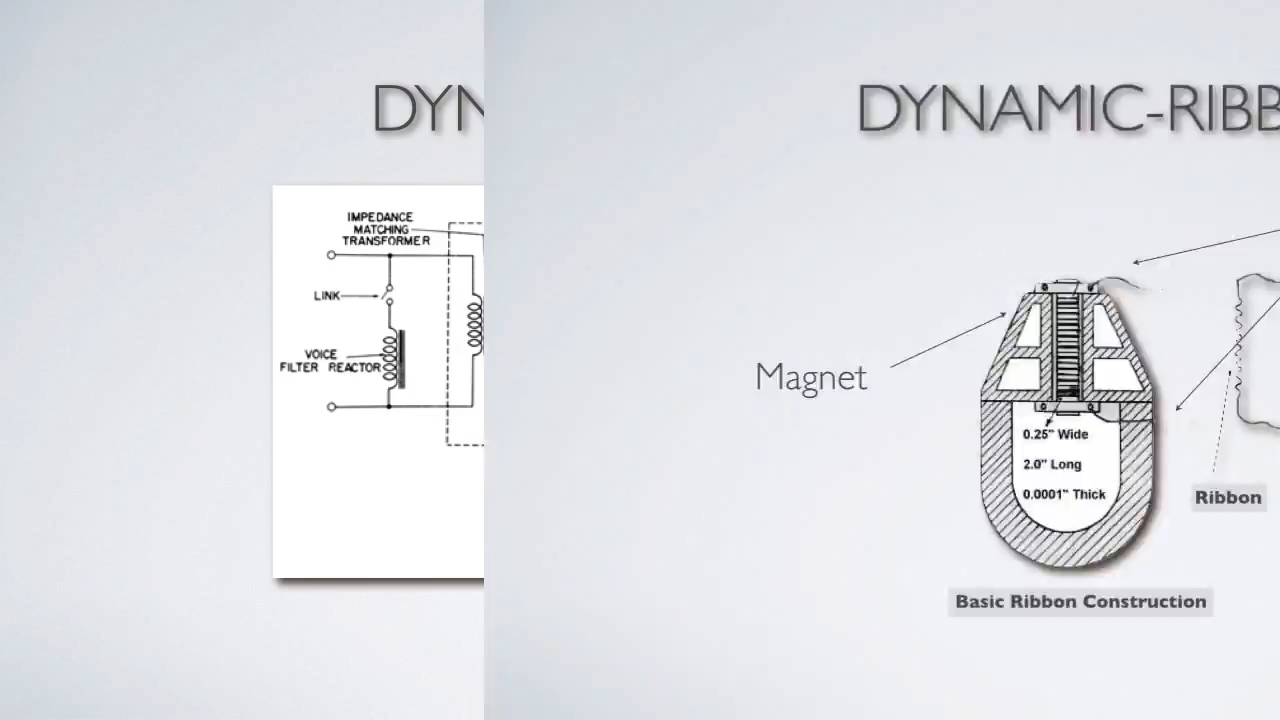 DYN
IMPEDANCE
MATCHING
TRANSFORMER
LINK
VOICE
FILTER REACTOR
DYNAMIC-RIBB
Magnet
0.25" Wide
2.0" Long
0.0001" Thick
Ribbon
Basic Ribbon Construction